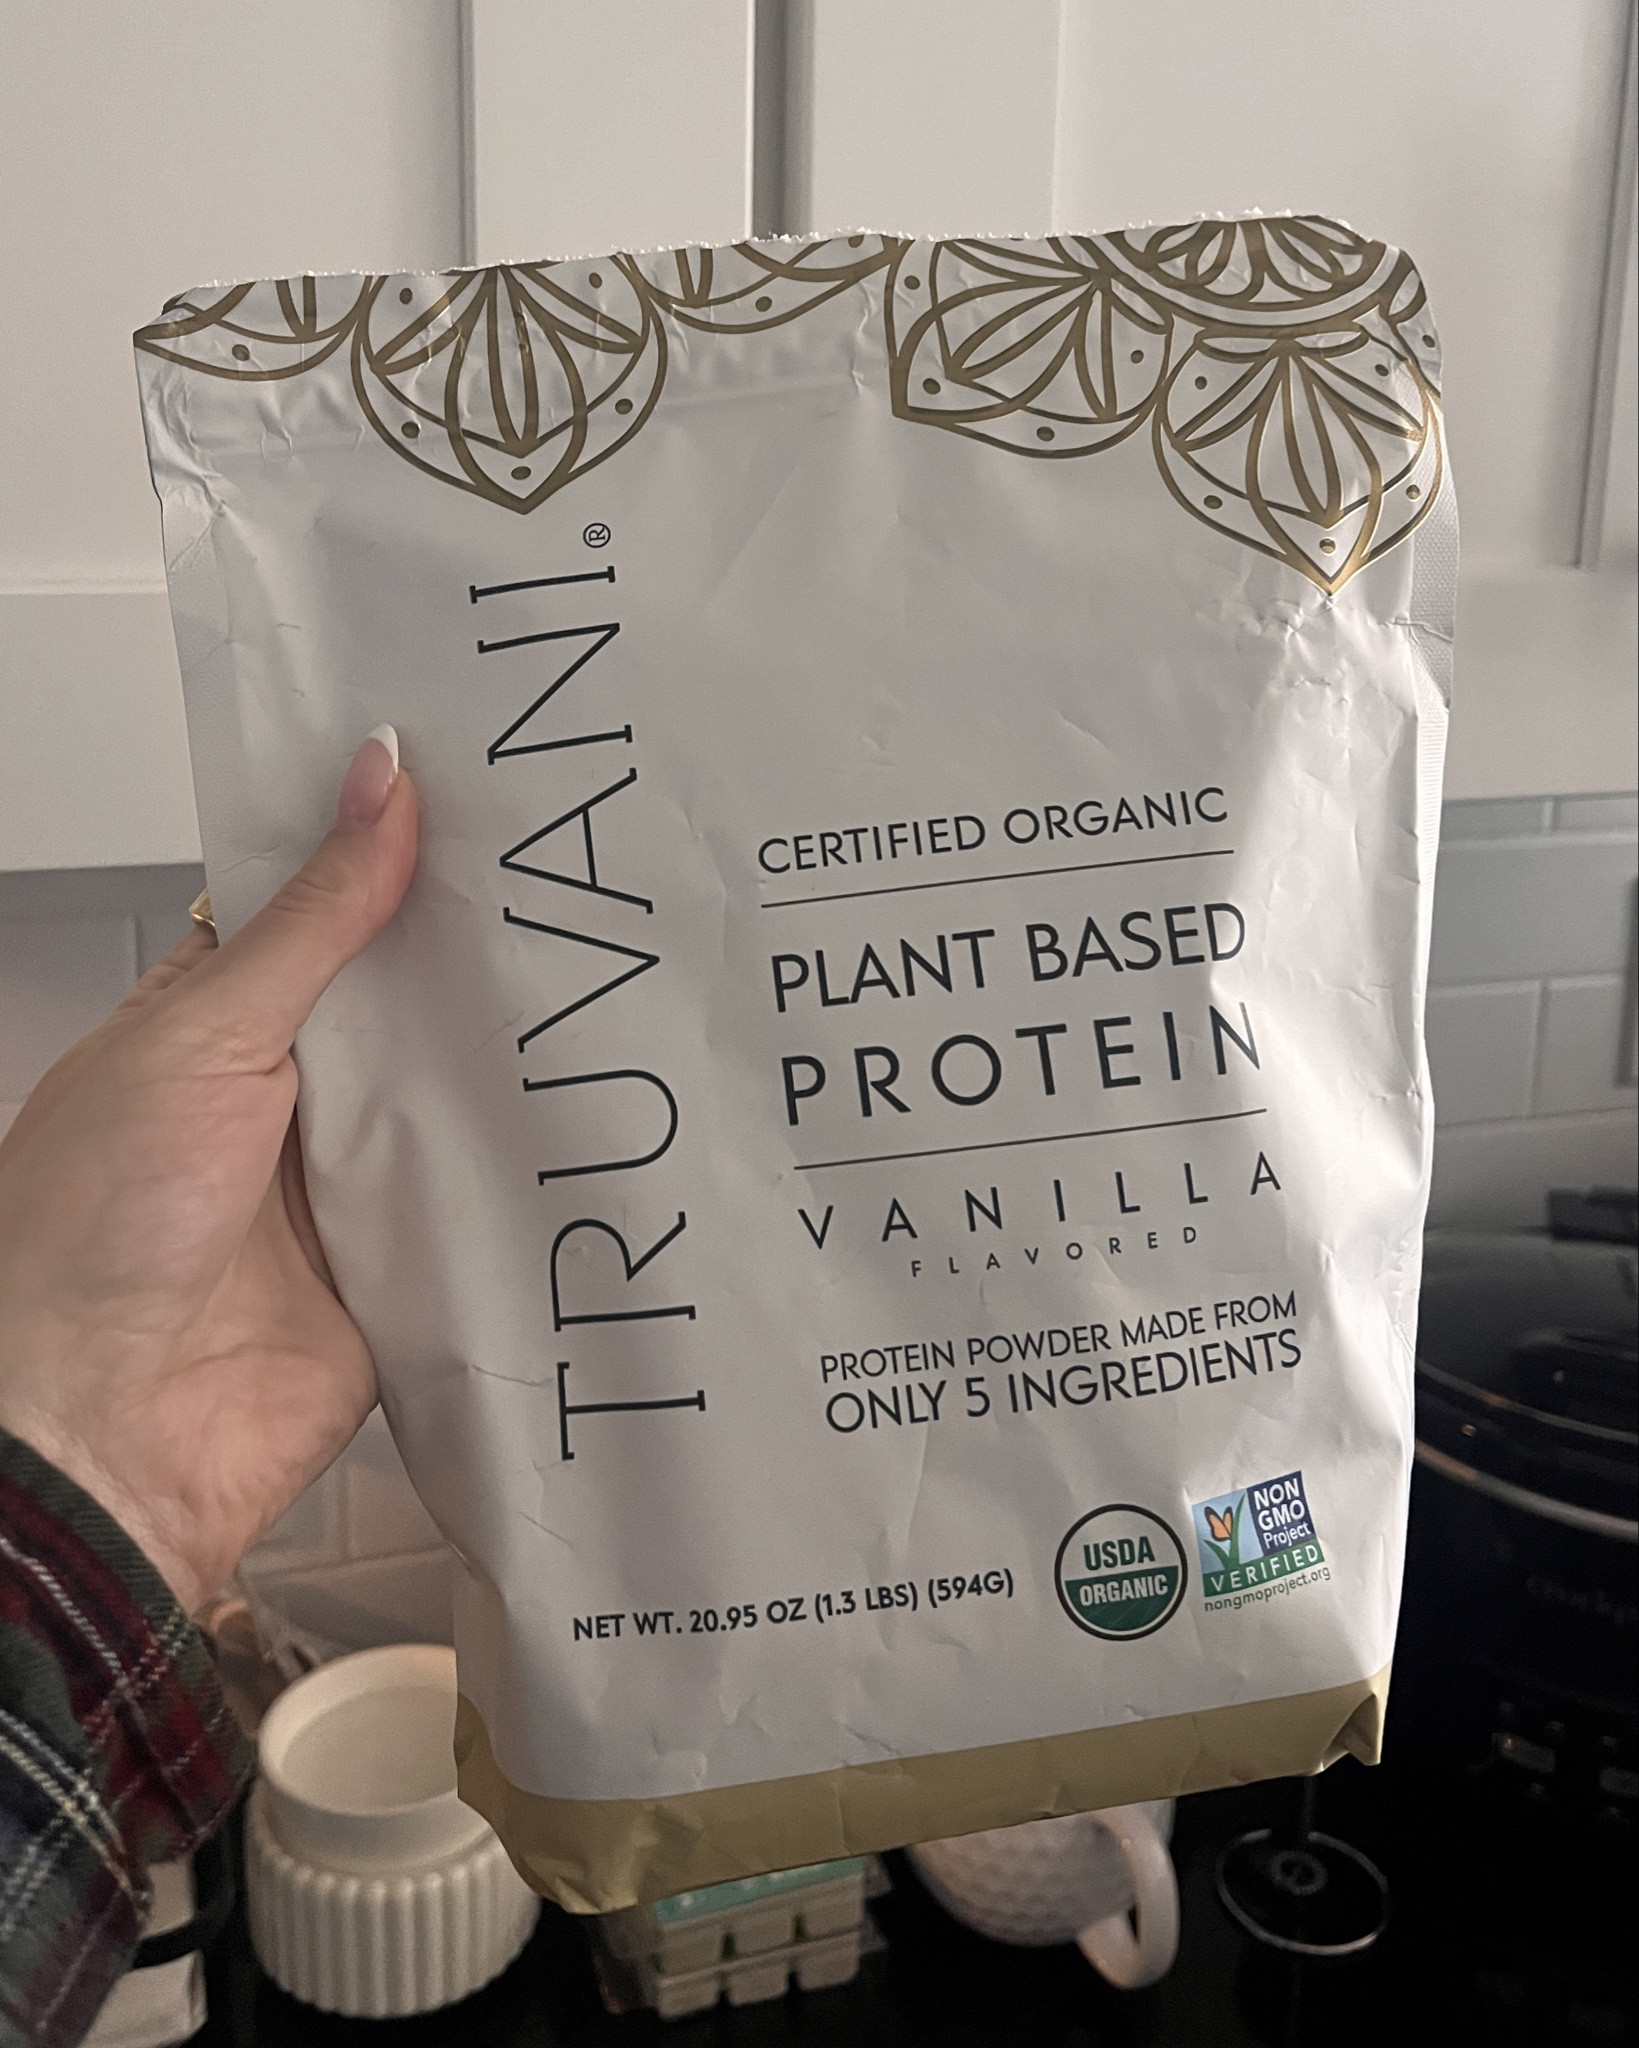 TRUVANI®
CERTIFIED ORGANIC
PLANT BASED
PROTEIN
VANILLA
FLAVORED
PROTEIN POWDER MADE FROM
ONLY 5 INGREDIENTS
NET WT. 20.95 OZ (1.3 LBS) (594G)
USDA
ORGANIC
NON
GMO
Project
VERIFIED
nongmoproject.org